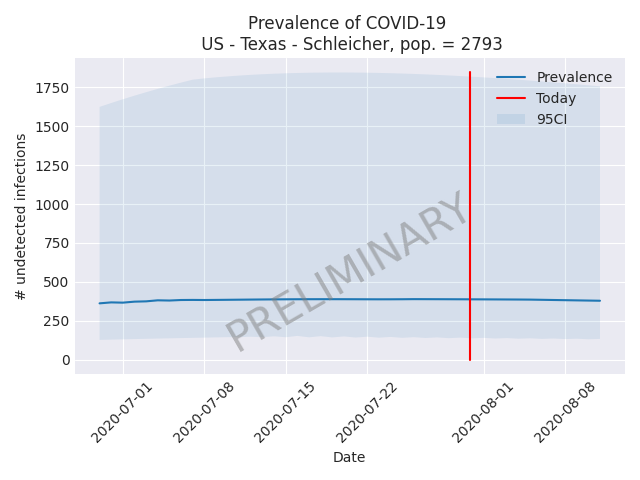 Prevalence of COVID-19
US - Texas - Schleicher, pop. = 2793
# undetected infections
1750
1500
1250
1000
750
500
250
0
Prevalence
Today
95CI
PRELIMINARY
2020-07-01
2020-07-08
2020-07-15
2020-07-22
2020-08-01
2020-08-08
Date